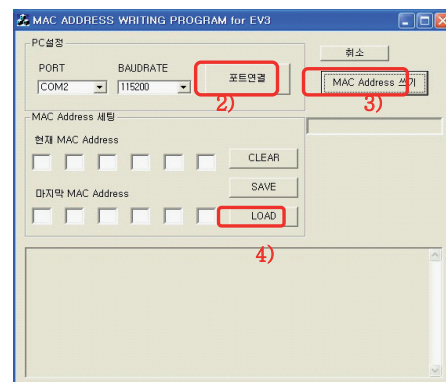 MAC ADDRESS WRITING PROGRAM for EV3
PC설정
PORT
BAUDRATE
COM2
115200
포트연결
2)
취소
MAC Address 쓰기
3)
MAC Address 세팅
현재 MAC Address
CLEAR
마지막 MAC Address
SAVE
LOAD
4)